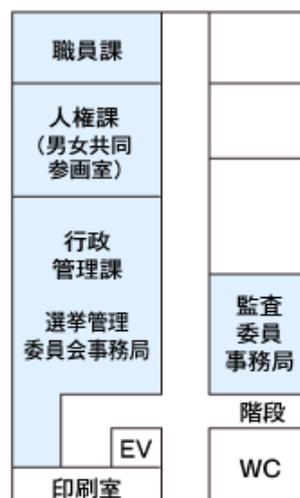 職員課
人権課
（男女共同
参画室）
行政
管理課
選挙管理
委員会事務局
監査
委員
事務局
階段
EV
WC
印刷室